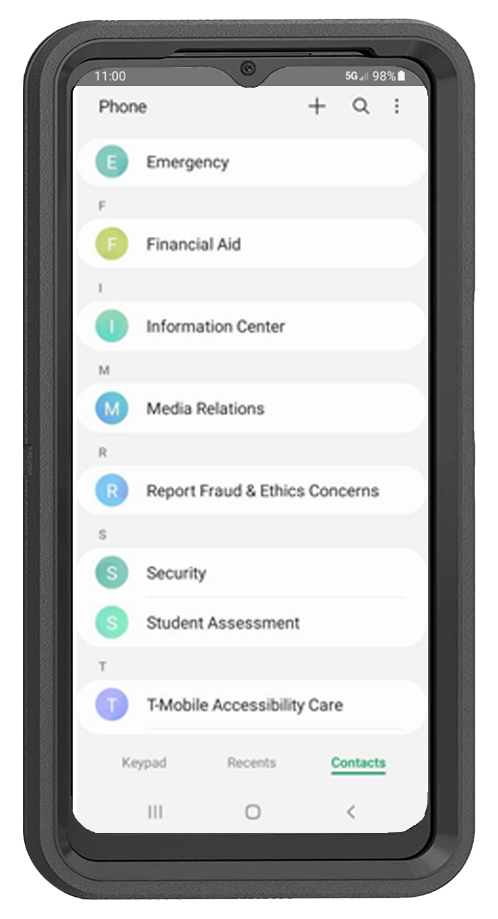 11:00 5G 98%
Phone
E Emergency
F
F Financial Aid
I
I Information Center
M
M Media Relations
R
R Report Fraud & Ethics Concerns
S
S Security
S Student Assessment
T
T T-Mobile Accessibility Care
Keypad Recents Contacts